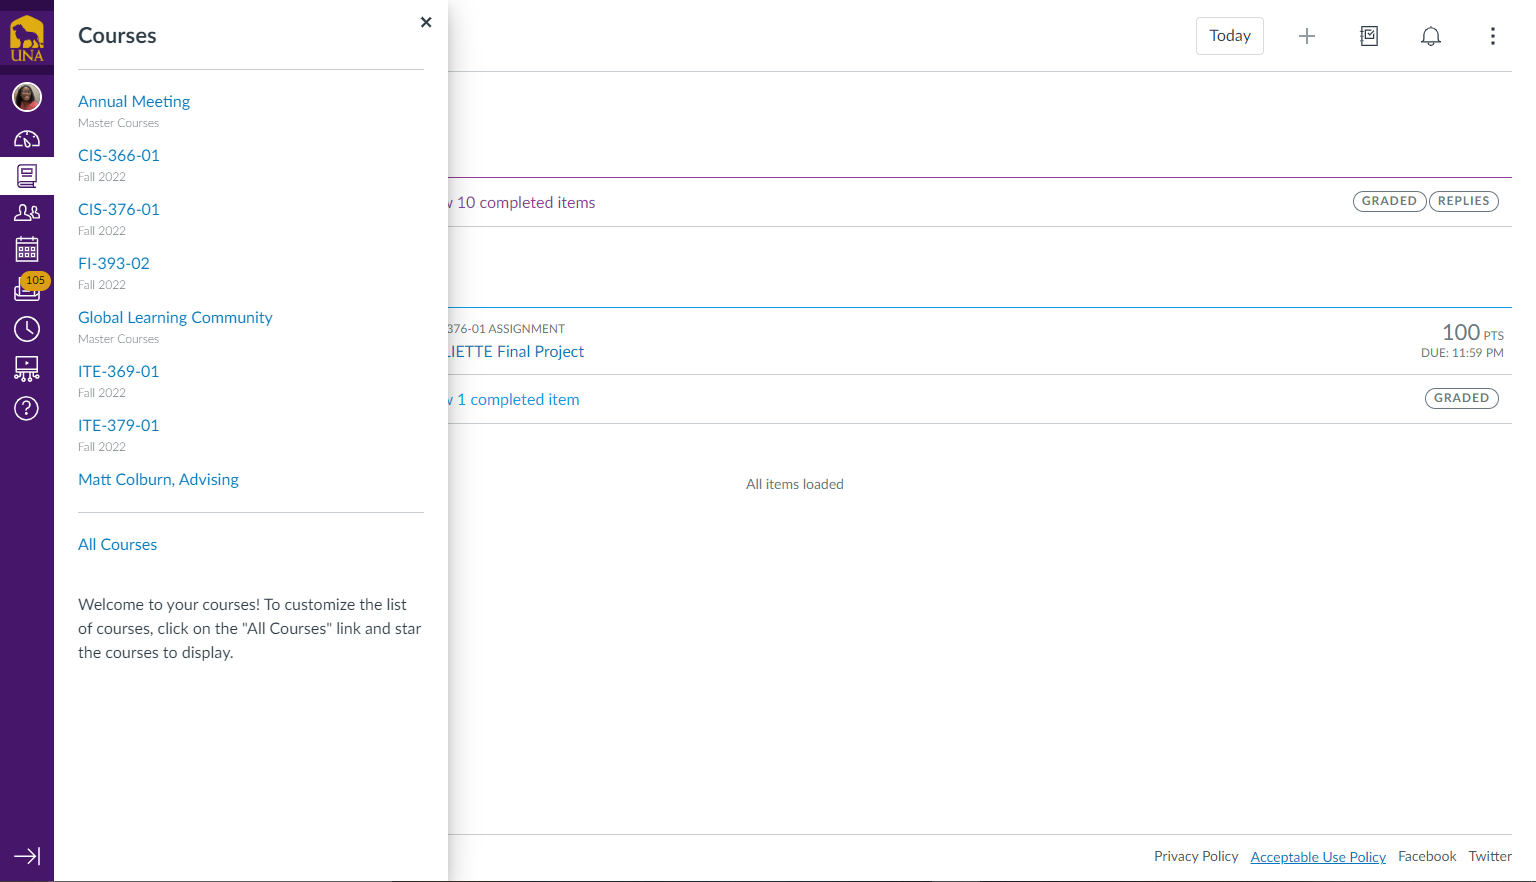 UNA
105
Courses
Annual Meeting
Master Courses
CIS-366-01
Fall 2022
CIS-376-01
Fall 2022
FI-393-02
Fall 2022
Global Learning Community
Master Courses
ITE-369-01
Fall 2022
ITE-379-01
Fall 2022
Matt Colburn, Advising
All Courses
Welcome to your courses! To customize the list
of courses, click on the "All Courses" link and star
the courses to display.
Today
w 10 completed items
GRADED REPLIES
376-01 ASSIGNMENT
LIETTE Final Project
100 PTS
DUE: 11:59 PM
w 1 completed item
GRADED
All items loaded
Privacy Policy Acceptable Use Policy Facebook Twitter